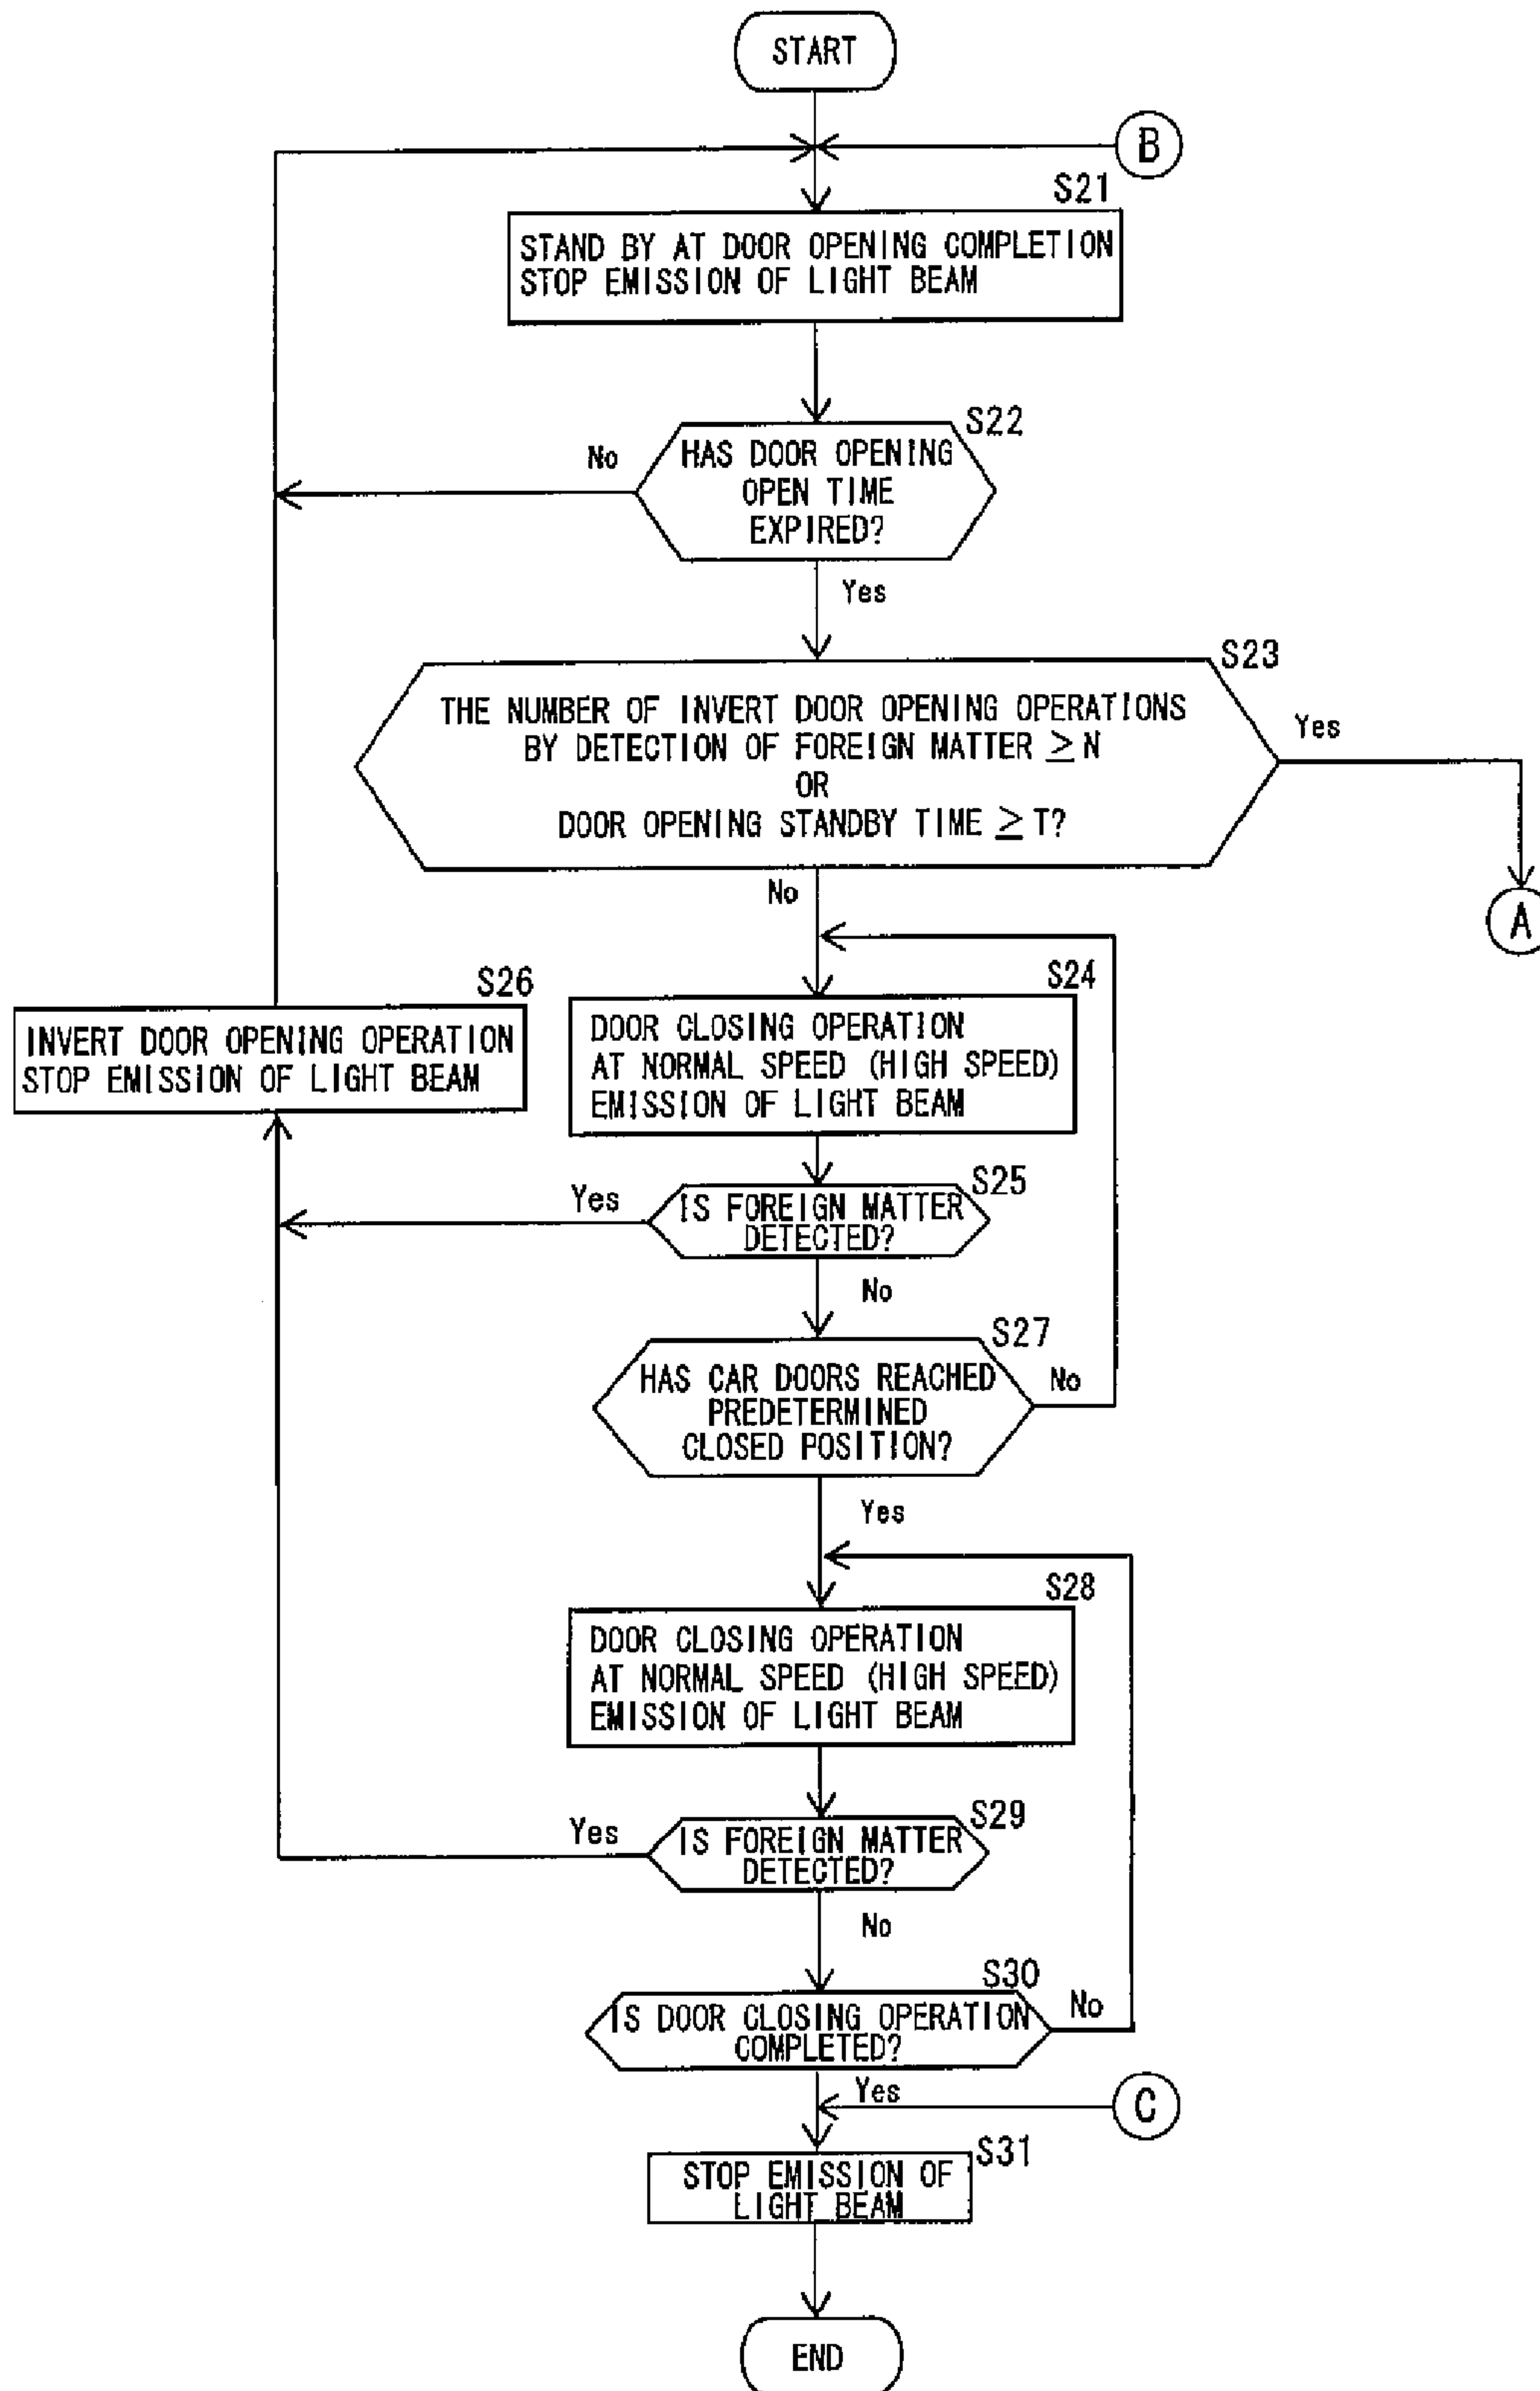 START
B
S21
STAND BY AT DOOR OPENING COMPLETION
STOP EMISSION OF LIGHT BEAM
S22
HAS DOOR OPENING
OPEN TIME
EXPIRED?
No
Yes
S23
THE NUMBER OF INVERT DOOR OPENING OPERATIONS
BY DETECTION OF FOREIGN MATTER ≧ N
OR
DOOR OPENING STANDBY TIME ≧ T?
Yes
A
No
S26
INVERT DOOR OPENING OPERATION
STOP EMISSION OF LIGHT BEAM
S24
DOOR CLOSING OPERATION
AT NORMAL SPEED (HIGH SPEED)
EMISSION OF LIGHT BEAM
S25
IS FOREIGN MATTER
DETECTED?
Yes
No
S27
HAS CAR DOORS REACHED
PREDETERMINED
CLOSED POSITION?
No
Yes
S28
DOOR CLOSING OPERATION
AT NORMAL SPEED (HIGH SPEED)
EMISSION OF LIGHT BEAM
S29
IS FOREIGN MATTER
DETECTED?
Yes
No
S30
IS DOOR CLOSING OPERATION
COMPLETED?
No
Yes
C
S31
STOP EMISSION OF
LIGHT BEAM
END